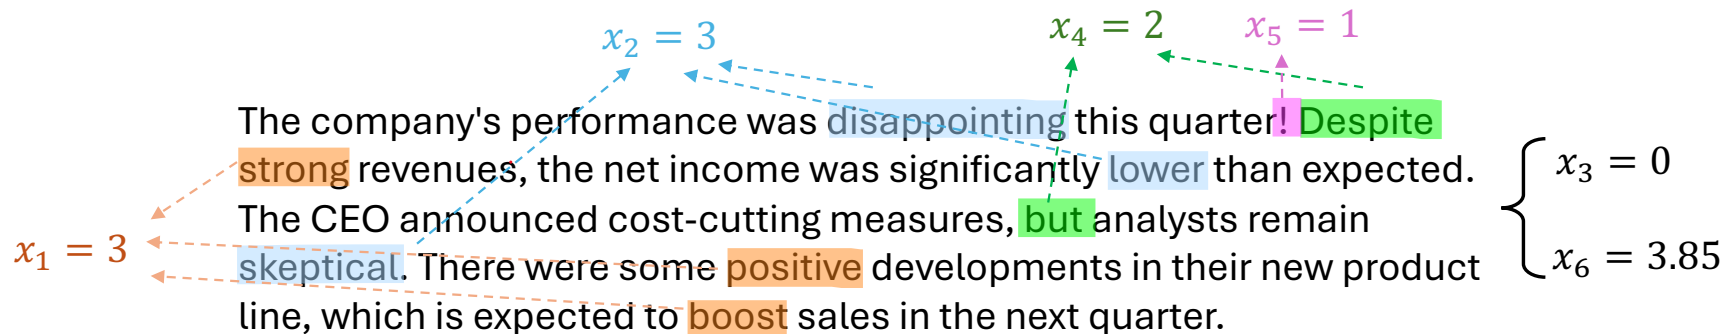 x₂ = 3
x₄ = 2
x₅ = 1
The company's performance was disappointing this quarter! Despite
strong revenues, the net income was significantly lower than expected.
The CEO announced cost-cutting measures, but analysts remain
skeptical. There were some positive developments in their new product
line, which is expected to boost sales in the next quarter.
x₁ = 3
x₃ = 0
x₆ = 3.85